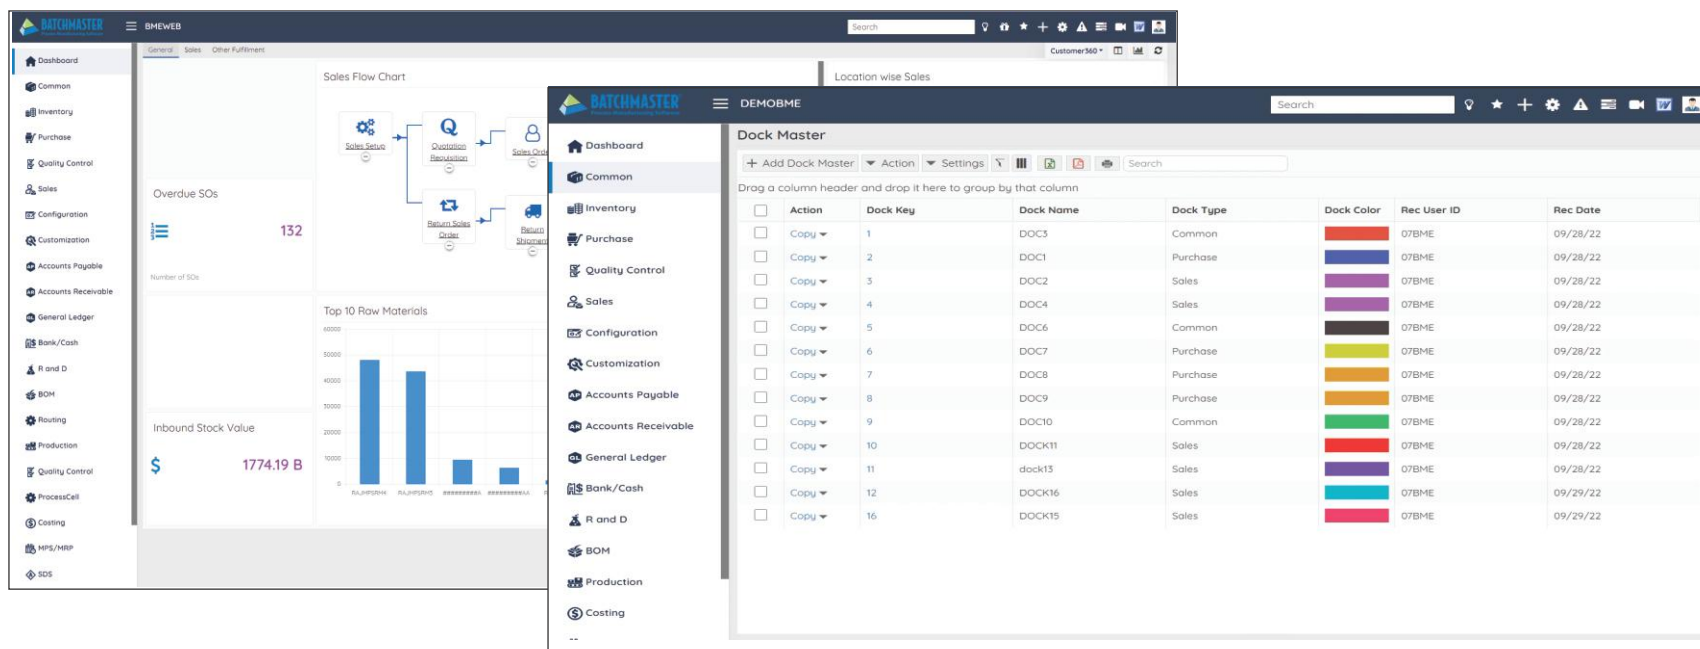 BATCHMASTER
BMEWEB
Search
General Sales Other Fulfillment
Customer360
Dashboard
Common
Inventory
Purchase
Quality Control
Sales
Configuration
Customization
Accounts Payable
Accounts Receivable
General Ledger
Bank/Cash
R and D
BOM
Routing
Production
Quality Control
ProcessCell
Costing
MPS/MRP
SDS
Overdue SOs
132
Number of SOs
Inbound Stock Value
$ 1774.19 B
Sales Flow Chart
Sales Setup
Quotation
Requisition
Return Sales
Order
Return
Location wise Sales
Top 10 Raw Materials
60000
50000
40000
30000
20000
10000
BATCHMASTER
DEMOBME
Search
Dashboard
Common
Inventory
Purchase
Quality Control
Sales
Configuration
Customization
Accounts Payable
Accounts Receivable
General Ledger
Bank/Cash
R and D
BOM
Production
Costing
Dock Master
+ Add Dock Master Action Settings Search
Drag a column header and drop it here to group by that column
Action Dock Key Dock Name Dock Type Dock Color Rec User ID Rec Date
Copy 1 DOC3 Common 07BME 09/28/22
Copy 2 DOC1 Purchase 07BME 09/28/22
Copy 3 DOC2 Sales 07BME 09/28/22
Copy 4 DOC4 Sales 07BME 09/28/22
Copy 5 DOC6 Common 07BME 09/28/22
Copy 6 DOC7 Purchase 07BME 09/28/22
Copy 7 DOC8 Purchase 07BME 09/28/22
Copy 8 DOC9 Purchase 07BME 09/28/22
Copy 9 DOC10 Common 07BME 09/28/22
Copy 10 DOCK11 Sales 07BME 09/28/22
Copy 11 dock13 Sales 07BME 09/28/22
Copy 12 DOCK16 Sales 07BME 09/29/22
Copy 16 DOCK15 Sales 07BME 09/29/22